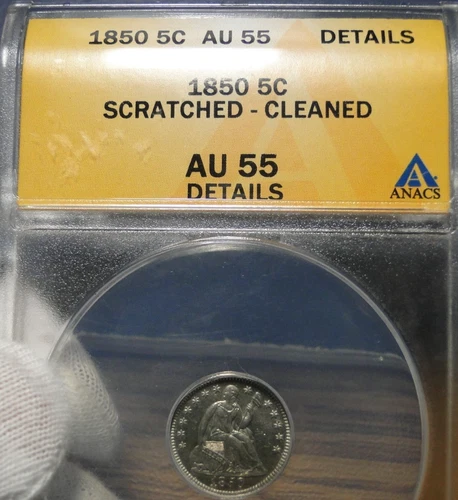 1850 5C AU 55 DETAILS
1850 5C
SCRATCHED - CLEANED
AU 55
DETAILS
ANACS